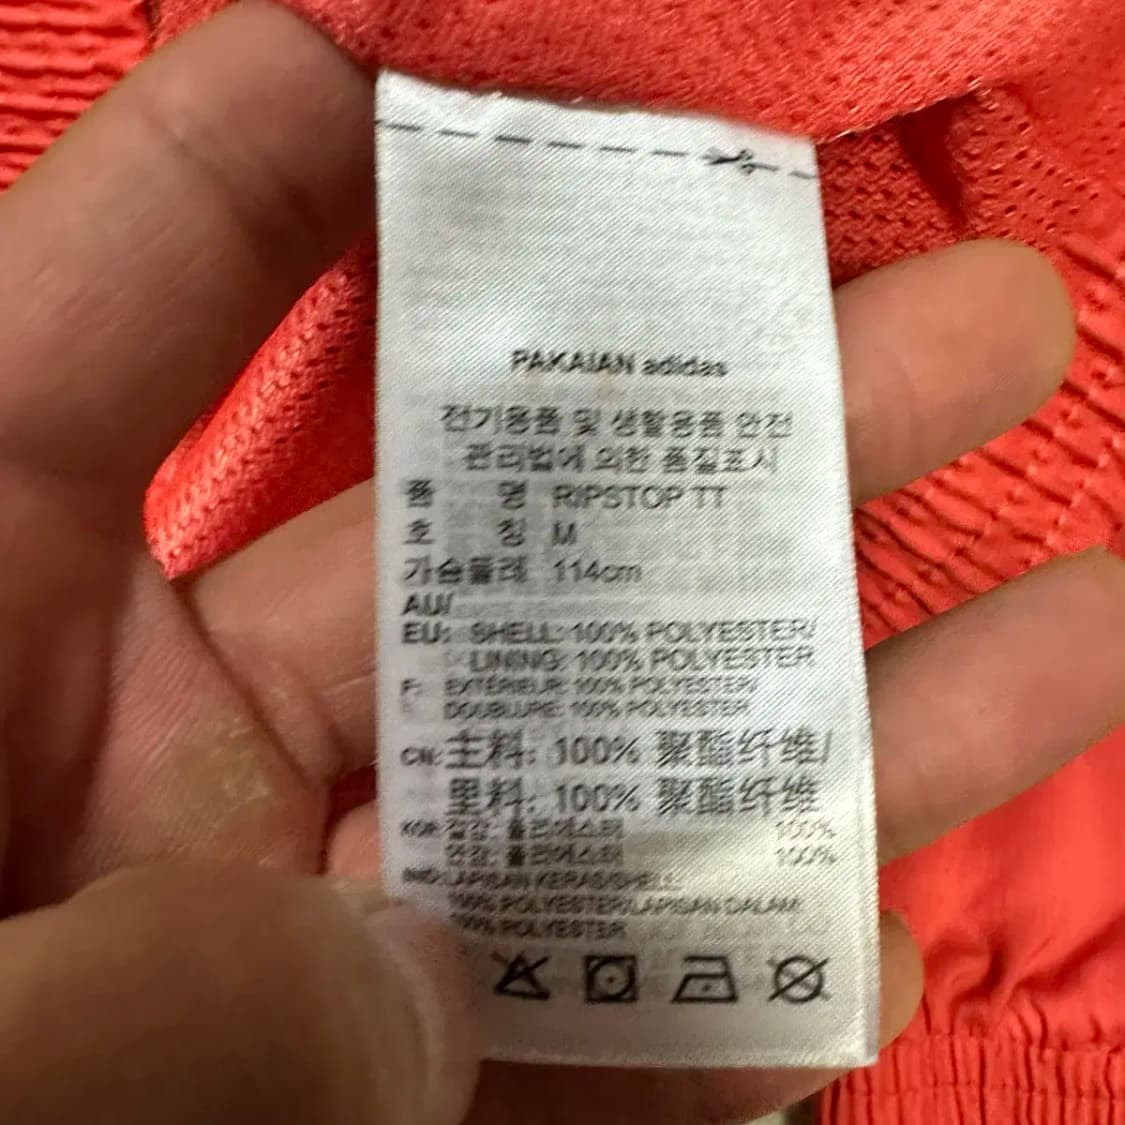 PAKAIAN adidas
전기용품 및 생활용품 안전
관리법에 의한 품질표시
품 명 RIPSTOP TT
호 칭 M
가슴둘레 114cm
AU/
EU: SHELL: 100% POLYESTER/
LINING: 100% POLYESTER
F: EXTÉRIEUR: 100% POLYESTER/
DOUBLURE: 100% POLYESTER
CN: 主料: 100% 聚酯纤维/
里料: 100% 聚酯纤维
KOR: 겉감: 폴리에스터 100%
안감: 폴리에스터 100%
IND: LAPISAN KERAS/SHELL:
100% POLYESTER/LAPISAN DALAM:
100% POLYESTER